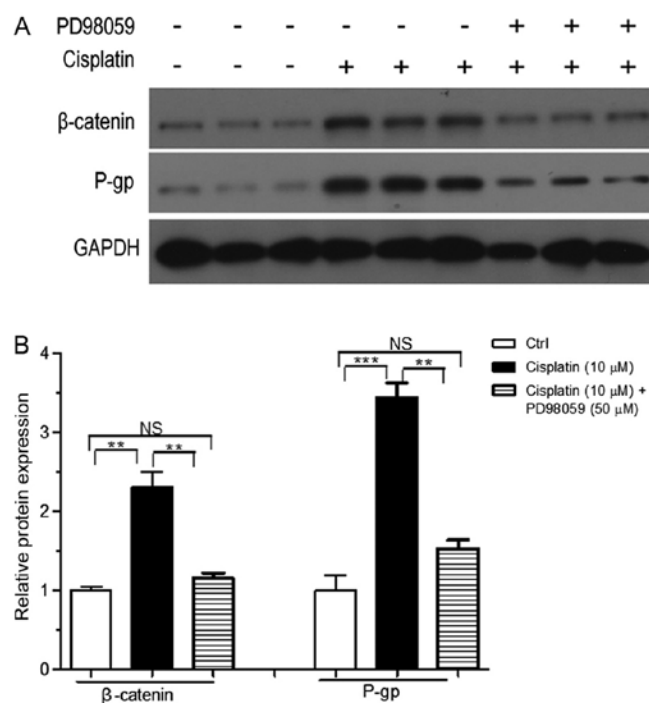 A
PD98059 - - - - - - + + +
Cisplatin - - - + + + + + +
β-catenin
P-gp
GAPDH
B
Relative protein expression
4
3
2
1
0
NS
** **
NS
*** **
β-catenin
P-gp
Ctrl
Cisplatin (10 μM)
Cisplatin (10 μM) +
PD98059 (50 μM)